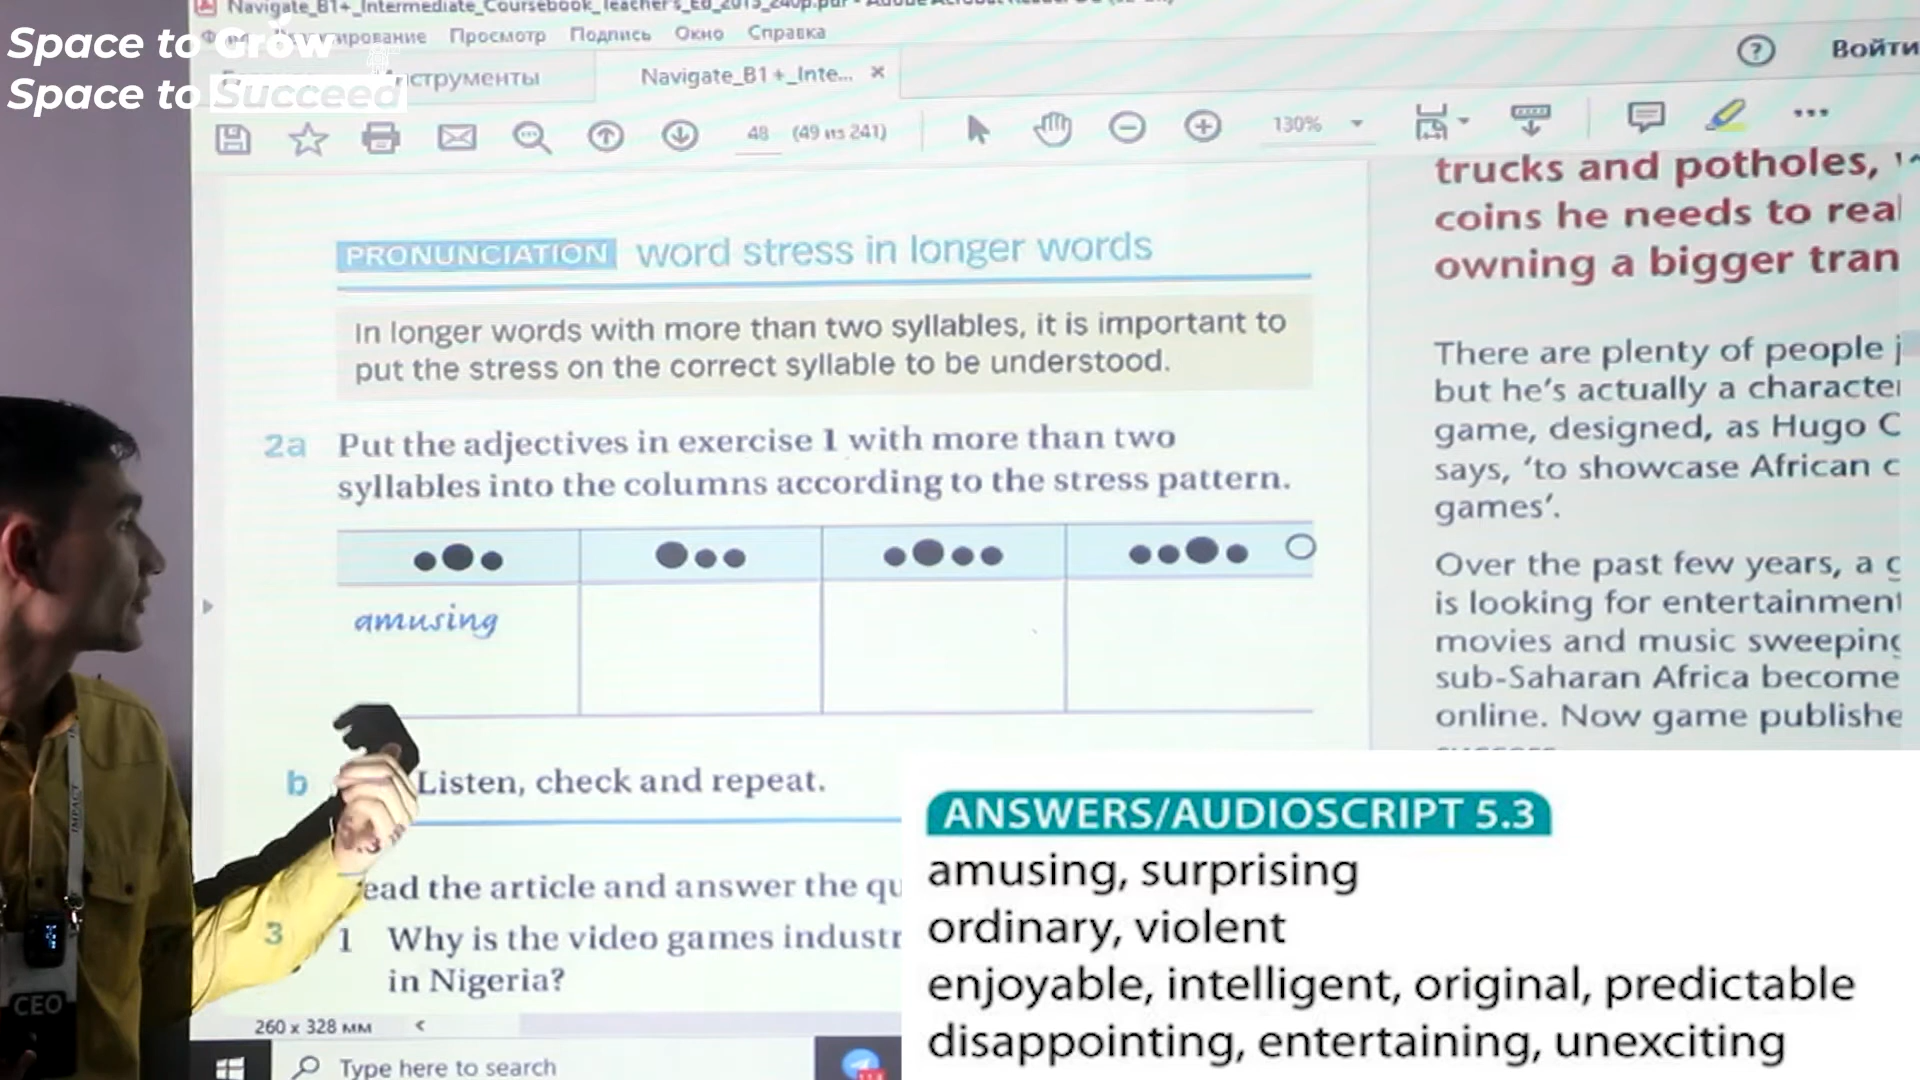 Navigate_B1+_Intermediate_Coursebook_Teacher's_Ed_2015_240p.pdf
Space to Grow
Space to Succeed
Просмотр Подпись Окно Справка
Navigate_B1+_Inte... ×
Войти
48 (49 из 241)
130%
PRONUNCIATION word stress in longer words
In longer words with more than two syllables, it is important to
put the stress on the correct syllable to be understood.
2a Put the adjectives in exercise 1 with more than two
syllables into the columns according to the stress pattern.
amusing
b Listen, check and repeat.
3 ead the article and answer the qu
1 Why is the video games industr
in Nigeria?
260 x 328 мм
Type here to search
trucks and potholes,
coins he needs to real
owning a bigger tran
There are plenty of people j
but he's actually a character
game, designed, as Hugo C
says, 'to showcase African c
games'.
Over the past few years, a g
is looking for entertainment
movies and music sweeping
sub-Saharan Africa become
online. Now game publishe
ANSWERS/AUDIOSCRIPT 5.3
amusing, surprising
ordinary, violent
enjoyable, intelligent, original, predictable
disappointing, entertaining, unexciting
IMPACT
CEO